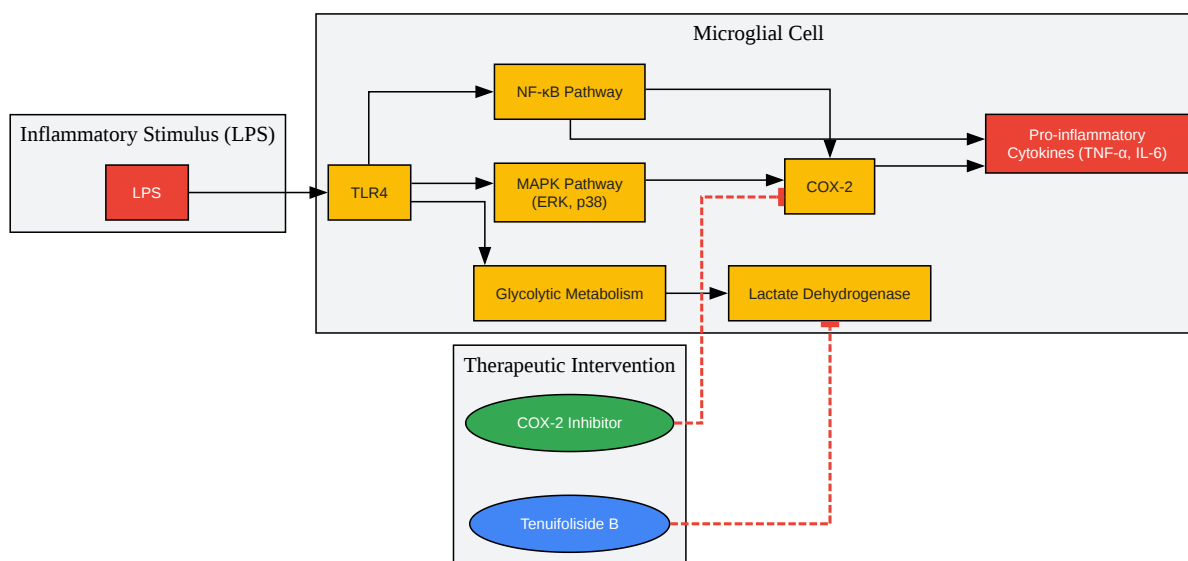 Microglial Cell
Inflammatory Stimulus (LPS)
LPS
TLR4
NF-κB Pathway
MAPK Pathway
(ERK, p38)
COX-2
Pro-inflammatory
Cytokines (TNF-α, IL-6)
Glycolytic Metabolism
Lactate Dehydrogenase
Therapeutic Intervention
COX-2 Inhibitor
Tenuifoliside B